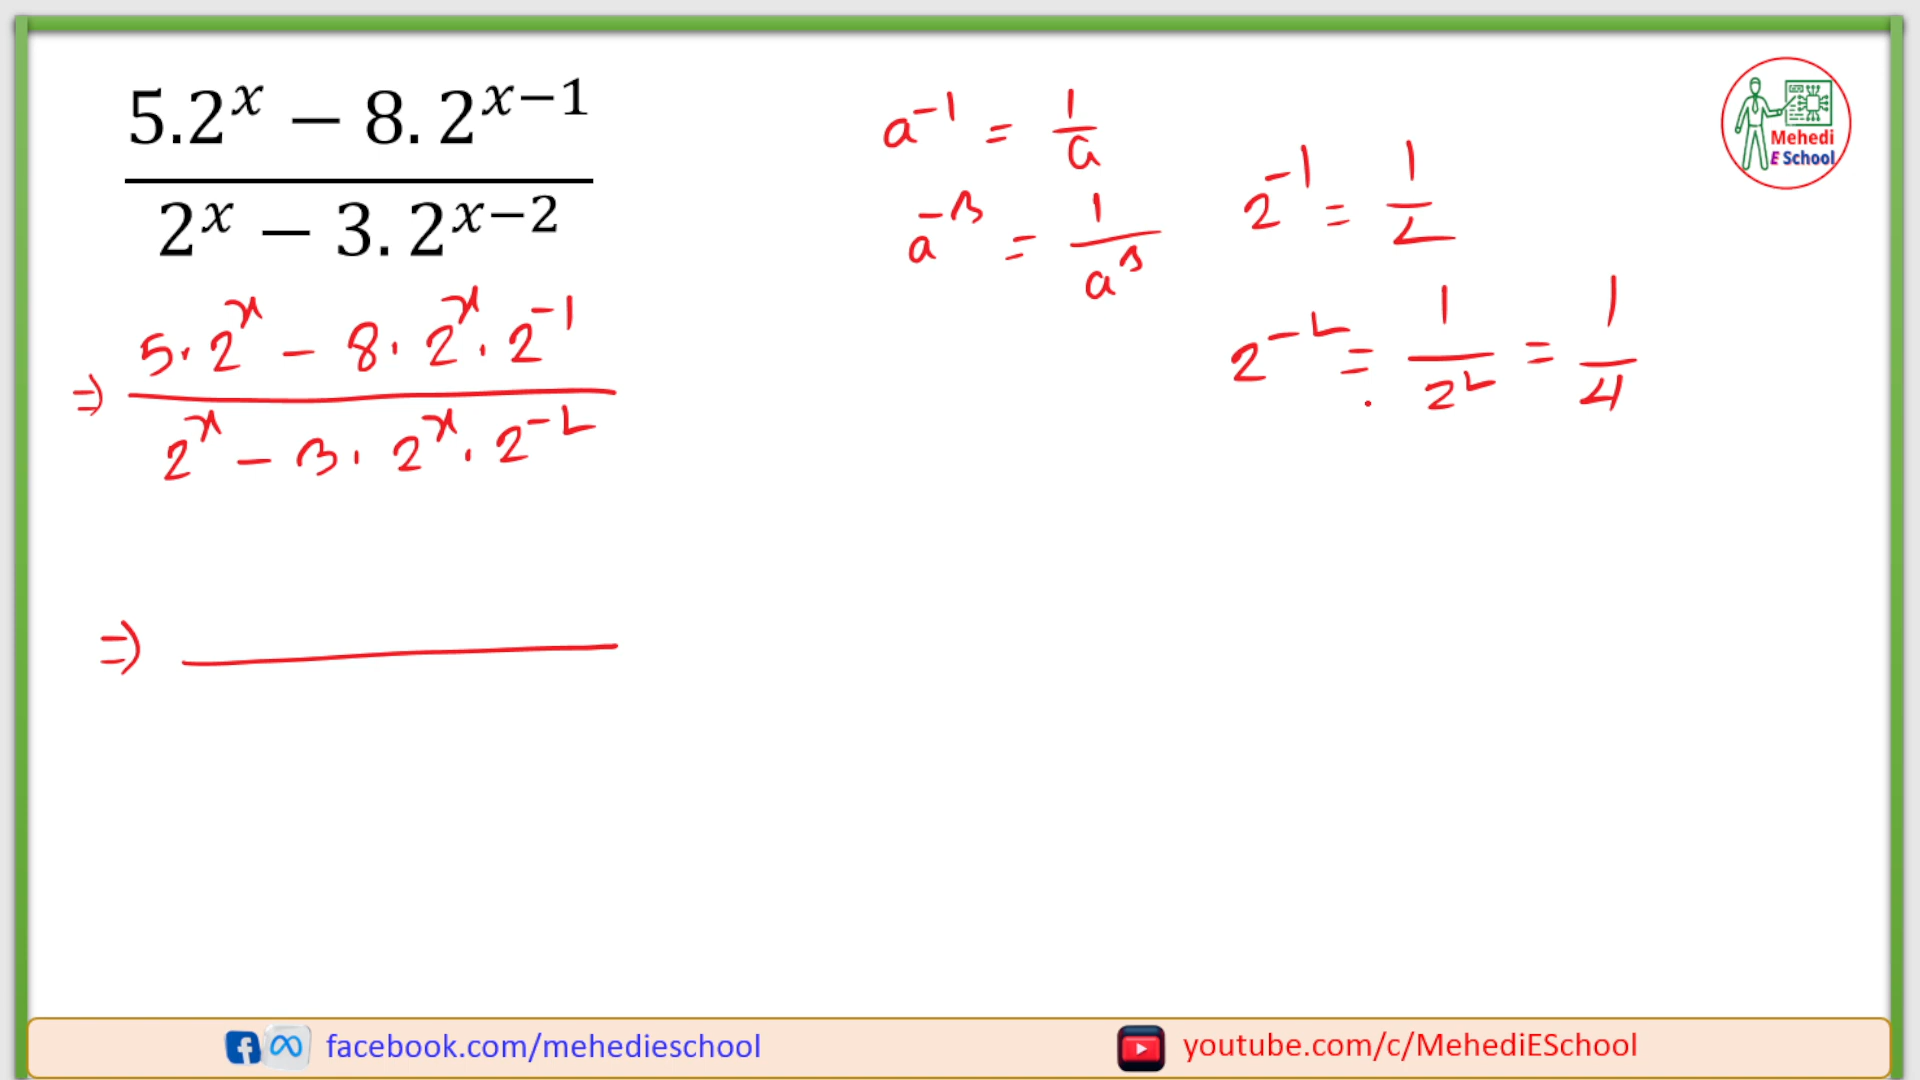 5.2^x − 8. 2^{x−1}
2^x − 3. 2^{x−2}
⇒ 5·2^x − 8·2^x·2^{-1}
2^x − 3·2^x·2^{-2}
⇒
a^{-1} = 1/a
a^{-3} = 1/a^3
2^{-1} = 1/2
2^{-2} = 1/2^2 = 1/4
Mehedi
E School
facebook.com/mehedieschool
youtube.com/c/MehediESchool